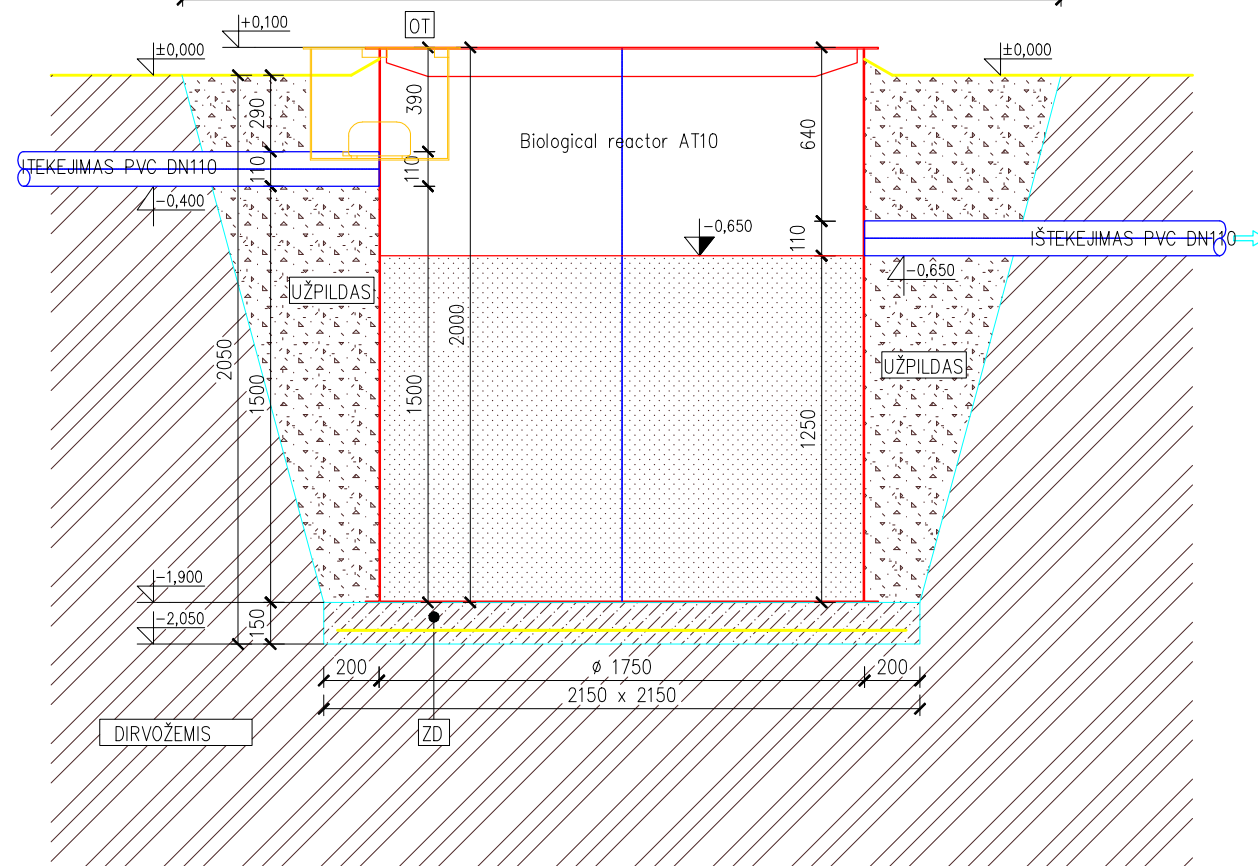 +0,100
OT
±0,000
±0,000
290
390
640
Biological reactor AT10
ITEKEJIMAS PVC DN110
110
110
-0,400
-0,650
110
IŠTEKEJIMAS PVC DN110
-0,650
UŽPILDAS
2050
1500
1500
2000
1250
UŽPILDAS
-1,900
-2,050
150
200
ø 1750
200
2150 x 2150
DIRVOŽEMIS
ZD